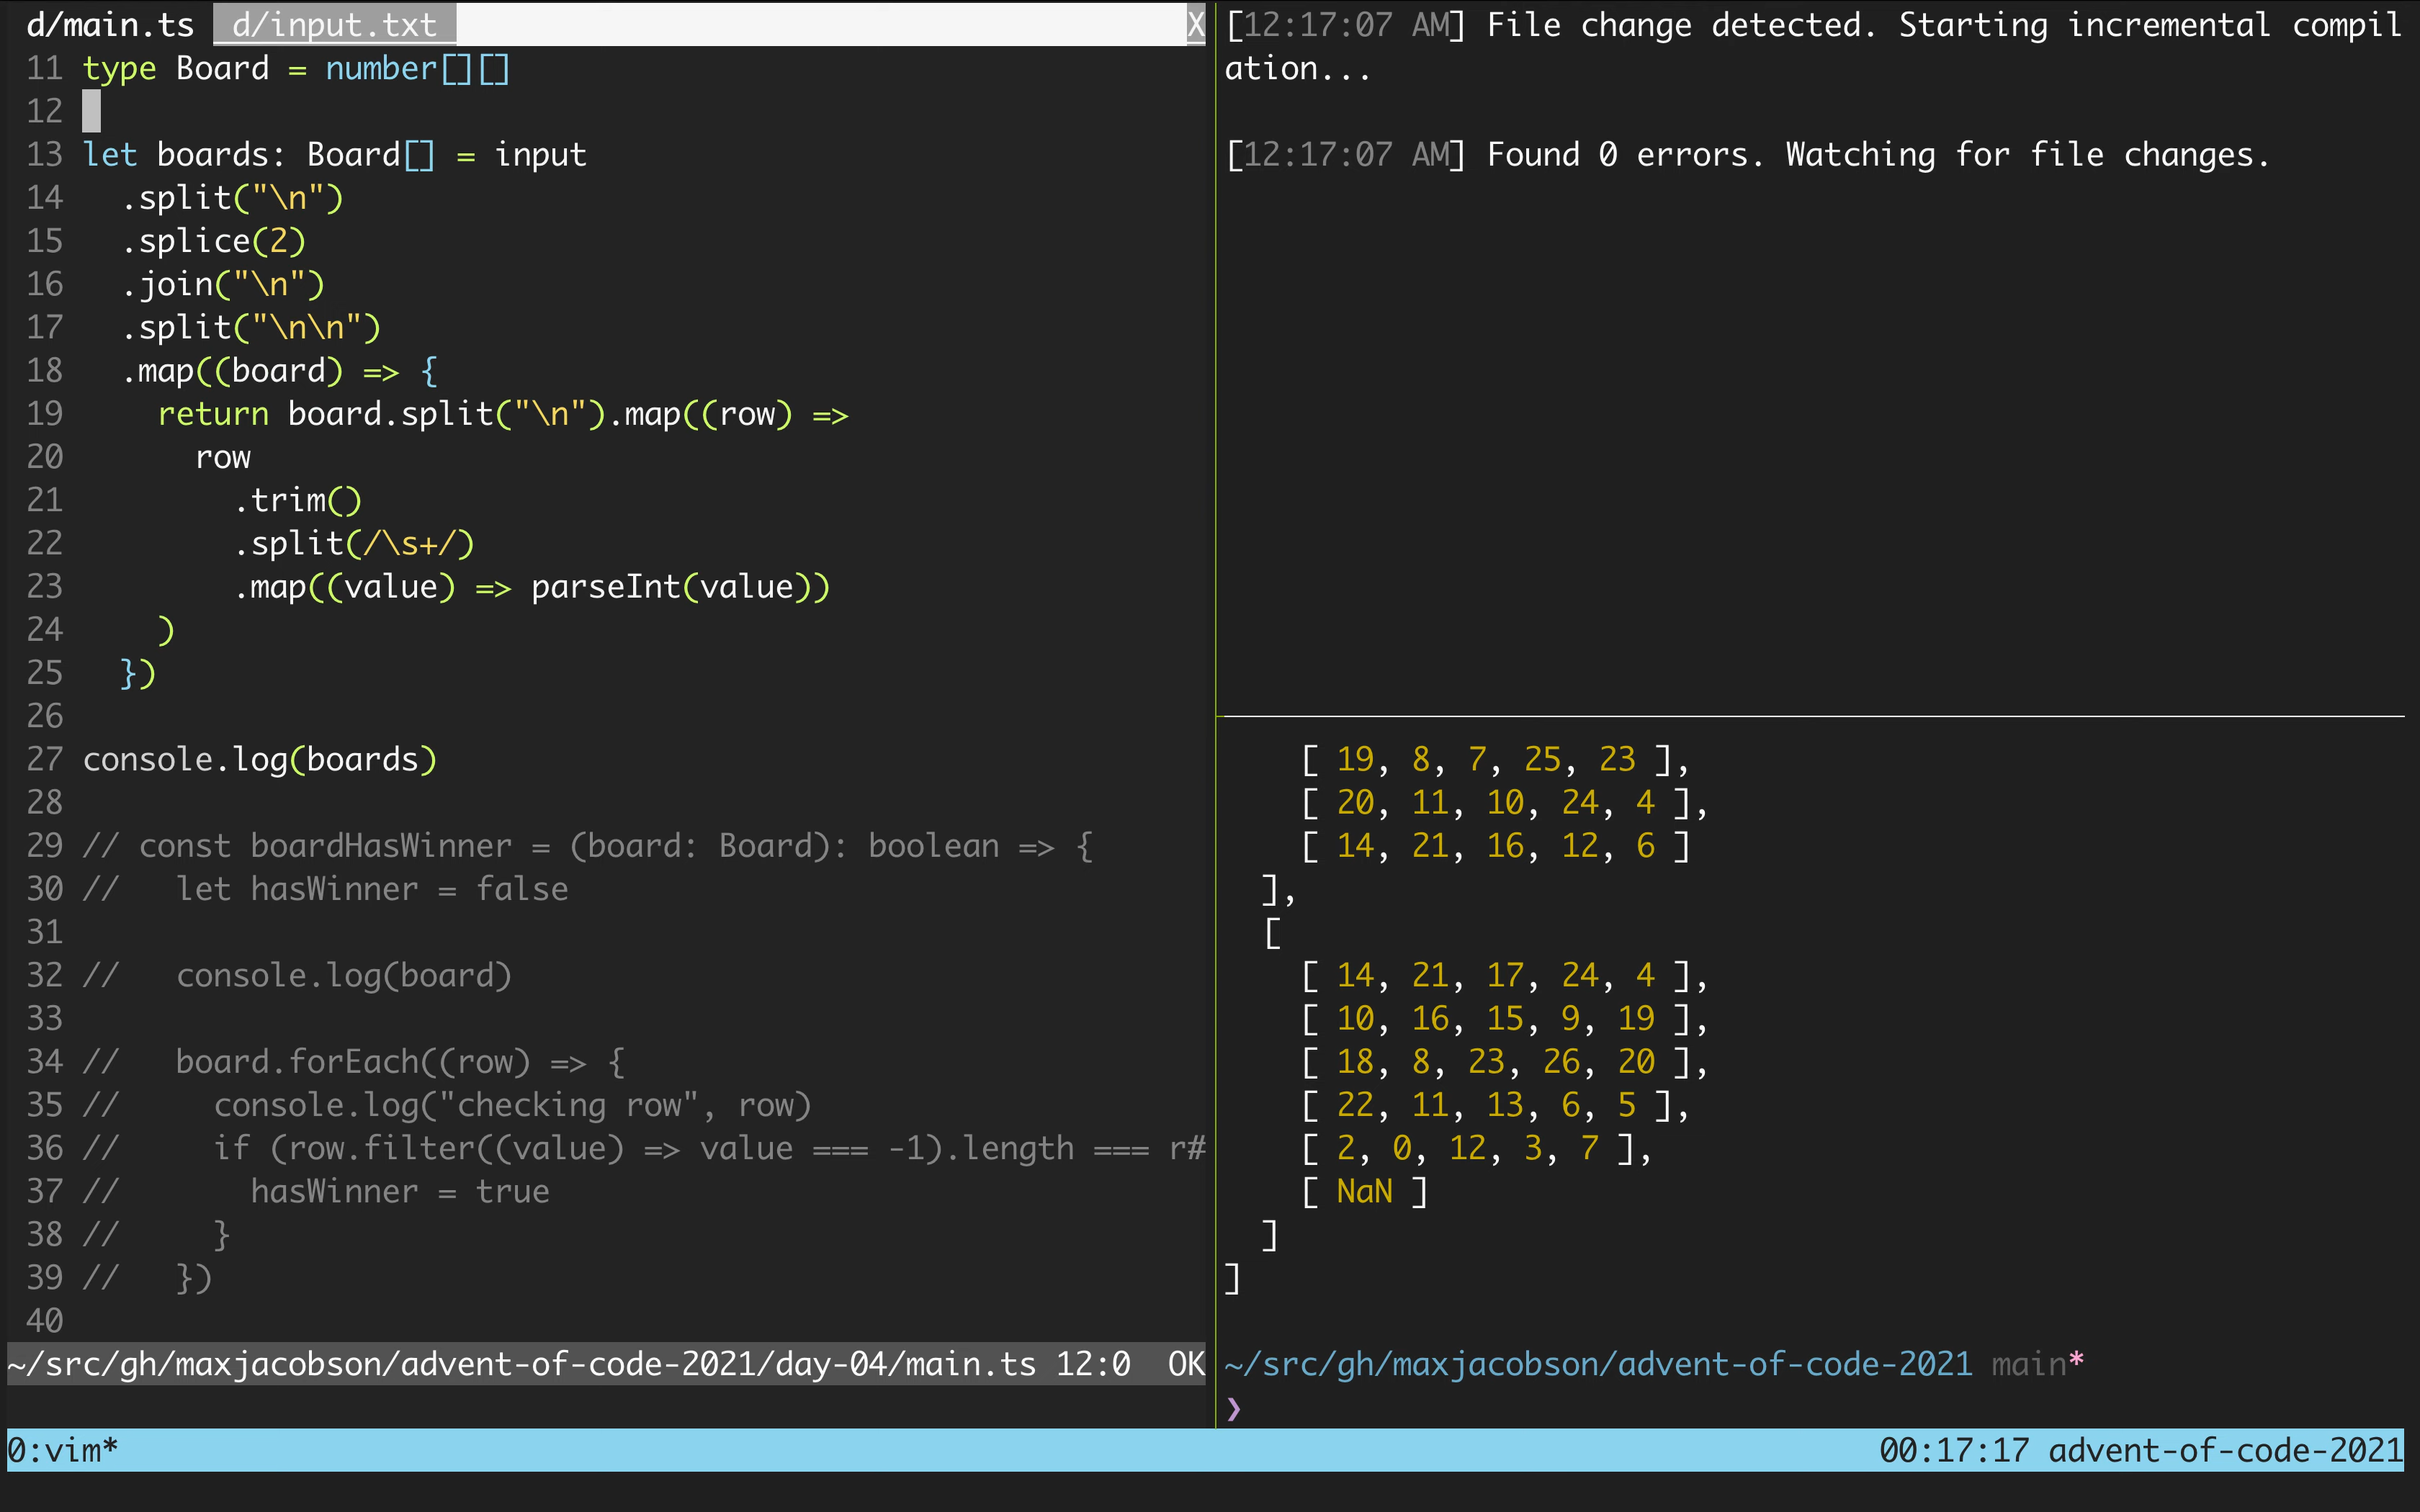 d/main.ts  d/input.txt X
11 type Board = number[][]
12
13 let boards: Board[] = input
14   .split("\n")
15   .splice(2)
16   .join("\n")
17   .split("\n\n")
18   .map((board) => {
19     return board.split("\n").map((row) =>
20       row
21         .trim()
22         .split(/\s+/)
23         .map((value) => parseInt(value))
24     )
25   })
26
27 console.log(boards)
28
29 // const boardHasWinner = (board: Board): boolean => {
30 //   let hasWinner = false
31
32 //   console.log(board)
33
34 //   board.forEach((row) => {
35 //     console.log("checking row", row)
36 //     if (row.filter((value) => value === -1).length === r#
37 //       hasWinner = true
38 //     }
39 //   })
40
~/src/gh/maxjacobson/advent-of-code-2021/day-04/main.ts 12:0  OK
[12:17:07 AM] File change detected. Starting incremental compil
ation...
[12:17:07 AM] Found 0 errors. Watching for file changes.
    [ 19, 8, 7, 25, 23 ],
    [ 20, 11, 10, 24, 4 ],
    [ 14, 21, 16, 12, 6 ]
  ],
  [
    [ 14, 21, 17, 24, 4 ],
    [ 10, 16, 15, 9, 19 ],
    [ 18, 8, 23, 26, 20 ],
    [ 22, 11, 13, 6, 5 ],
    [ 2, 0, 12, 3, 7 ],
    [ NaN ]
  ]
]
~/src/gh/maxjacobson/advent-of-code-2021 main*
❯
0:vim* 00:17:17 advent-of-code-2021